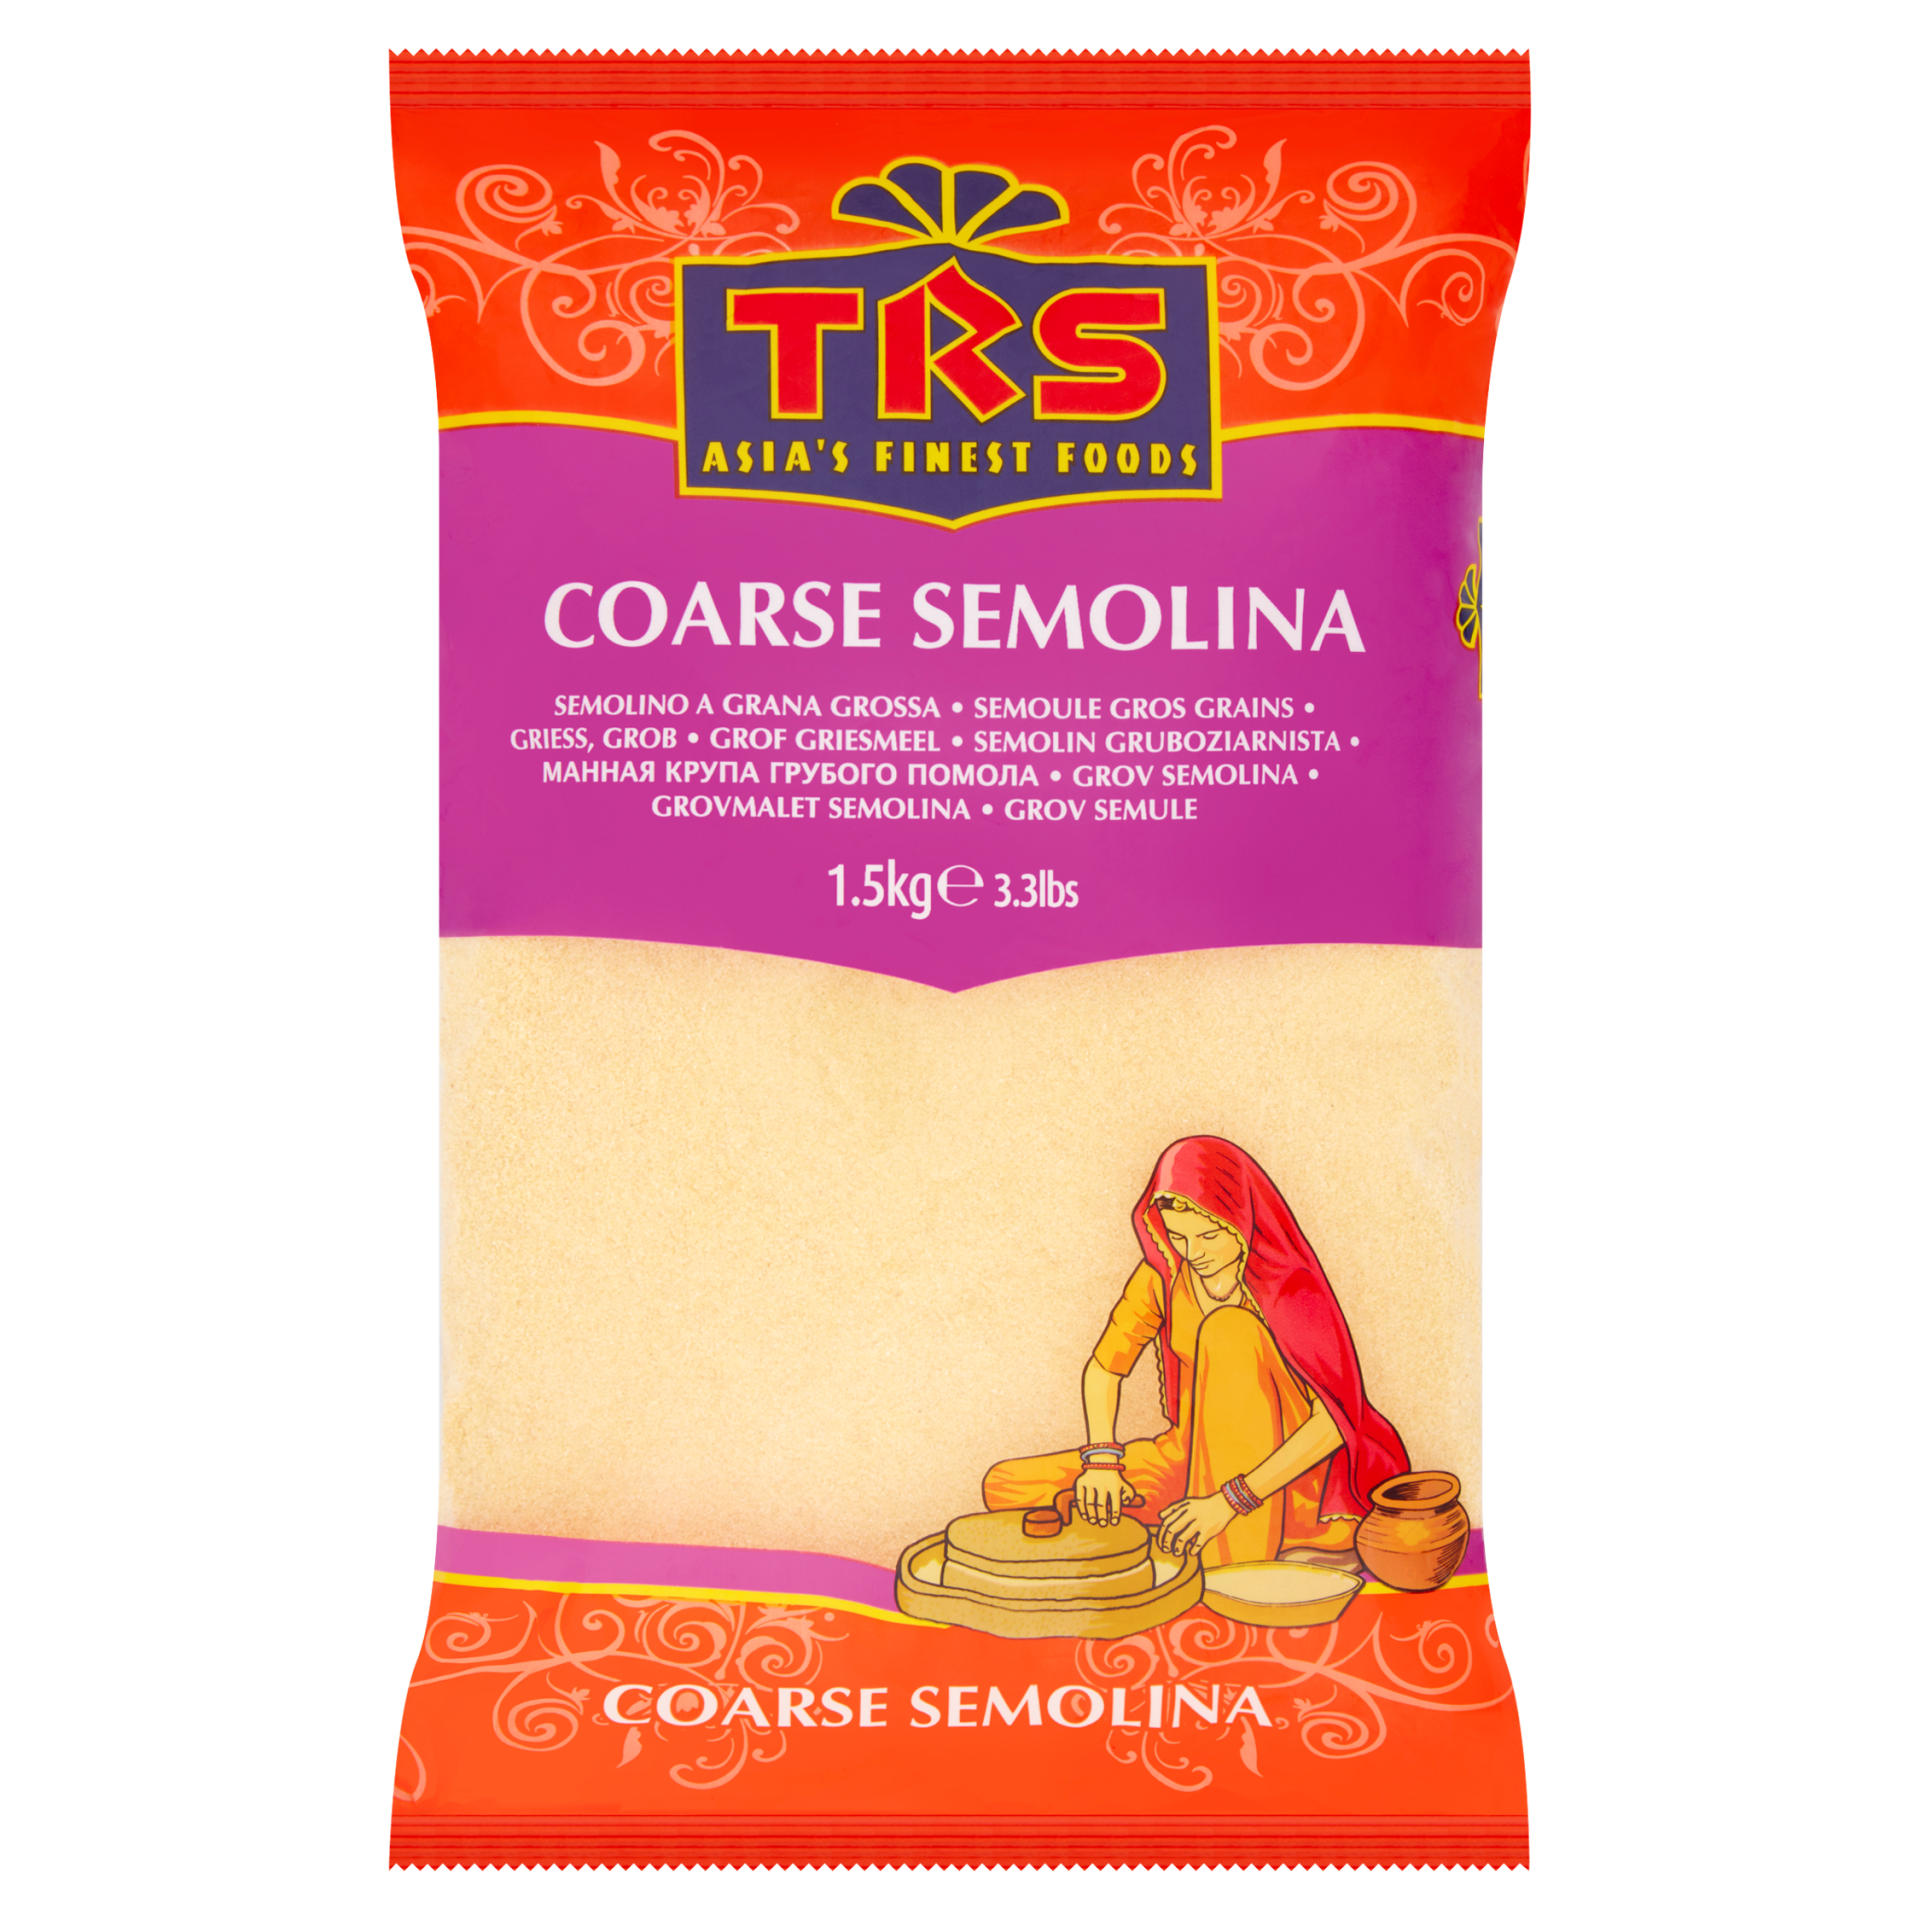 TRS
ASIA'S FINEST FOODS
COARSE SEMOLINA
SEMOLINO A GRANA GROSSA • SEMOULE GROS GRAINS •
GRIESS, GROB • GROF GRIESMEEL • SEMOLIN GRUBOZIARNISTA •
МАННАЯ КРУПА ГРУБОГО ПОМОЛА • GROV SEMOLINA •
GROVMALET SEMOLINA • GROV SEMULE
1.5kg℮ 3.3lbs
COARSE SEMOLINA